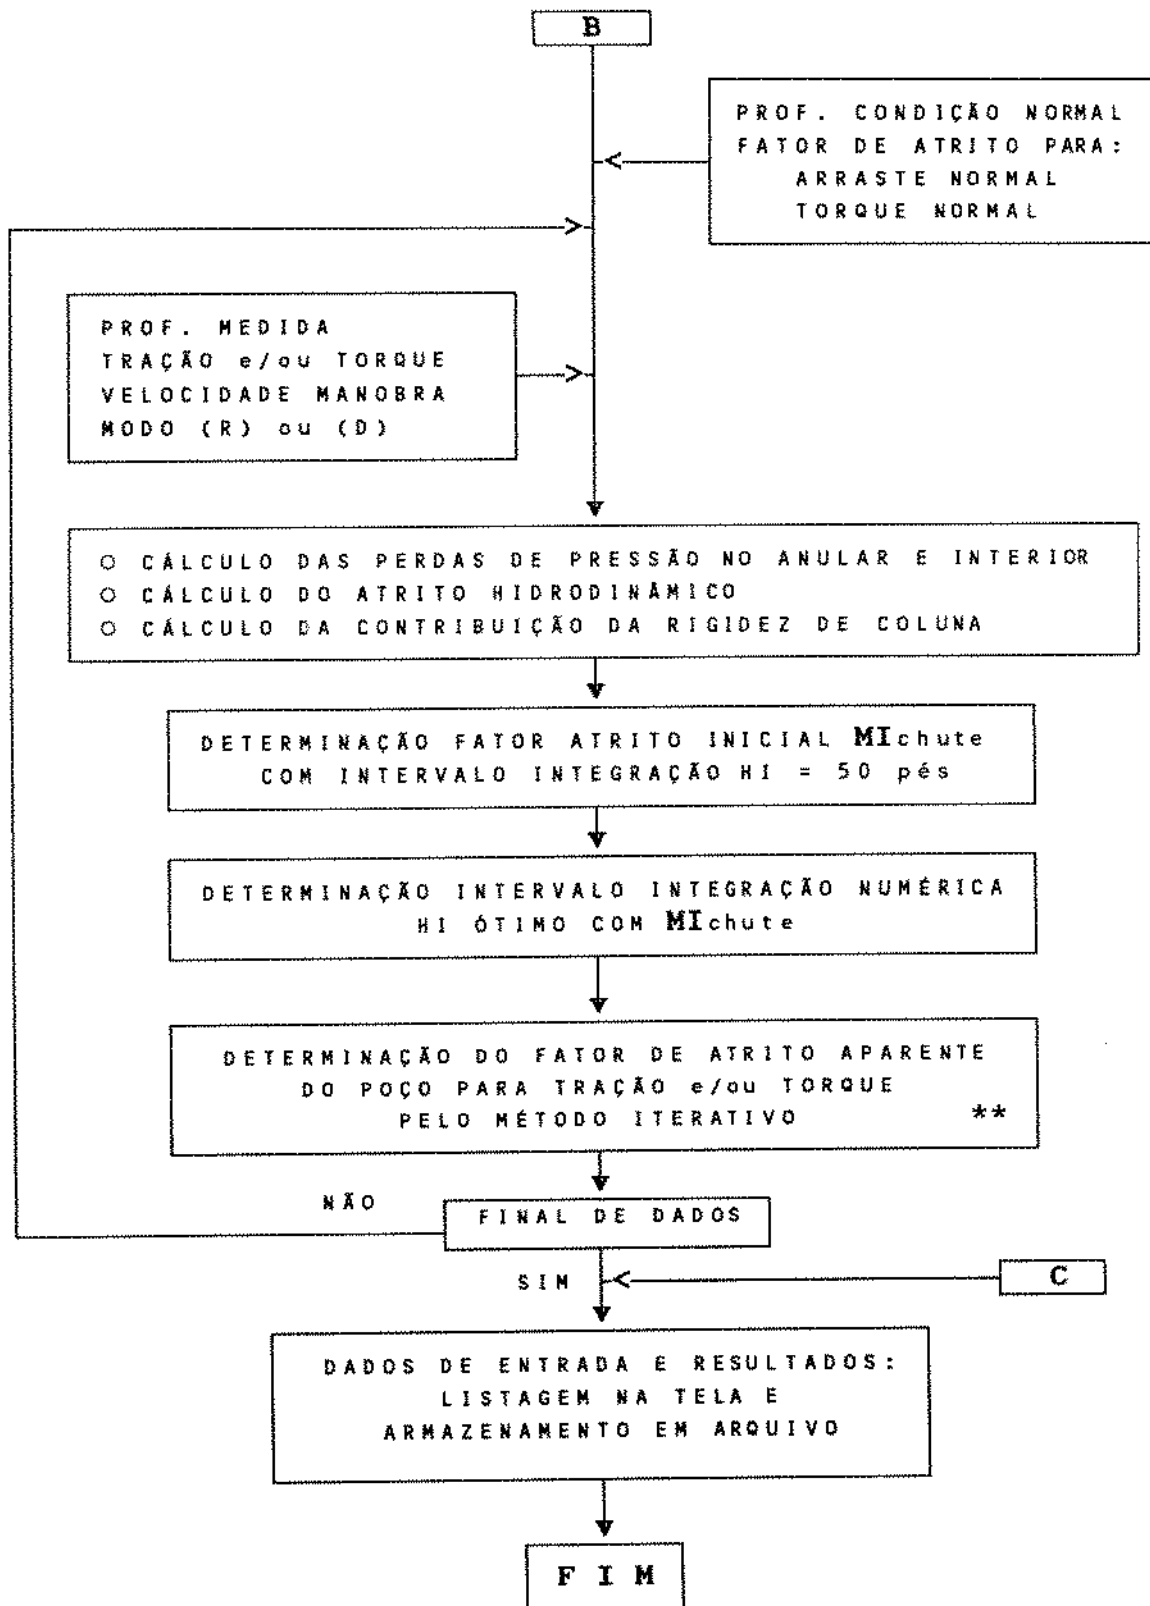 B
PROF. CONDIÇÃO NORMAL
FATOR DE ATRITO PARA:
ARRASTE NORMAL
TORQUE NORMAL
PROF. MEDIDA
TRAÇÃO e/ou TORQUE
VELOCIDADE MANOBRA
MODO (R) ou (D)
○ CÁLCULO DAS PERDAS DE PRESSÃO NO ANULAR E INTERIOR
○ CÁLCULO DO ATRITO HIDRODINÂMICO
○ CÁLCULO DA CONTRIBUIÇÃO DA RIGIDEZ DE COLUNA
DETERMINAÇÃO FATOR ATRITO INICIAL MIchute
COM INTERVALO INTEGRAÇÃO HI = 50 pés
DETERMINAÇÃO INTERVALO INTEGRAÇÃO NUMÉRICA
HI ÓTIMO COM MIchute
DETERMINAÇÃO DO FATOR DE ATRITO APARENTE
DO POÇO PARA TRAÇÃO e/ou TORQUE
PELO MÉTODO ITERATIVO **
NÃO
FINAL DE DADOS
SIM
C
DADOS DE ENTRADA E RESULTADOS:
LISTAGEM NA TELA E
ARMAZENAMENTO EM ARQUIVO
FIM